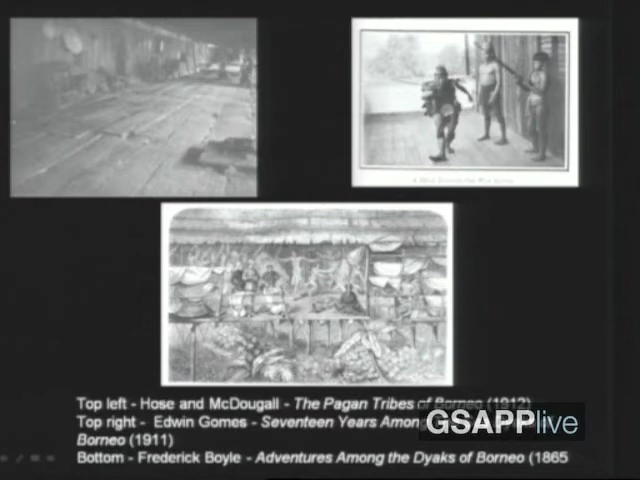 Top left - Hose and McDougall - The Pagan Tribes of Borneo (1912)
Top right - Edwin Gomes - Seventeen Years Among
GSAPPlive
Borneo (1911)
Bottom - Frederick Boyle - Adventures Among the Dyaks of Borneo (1865